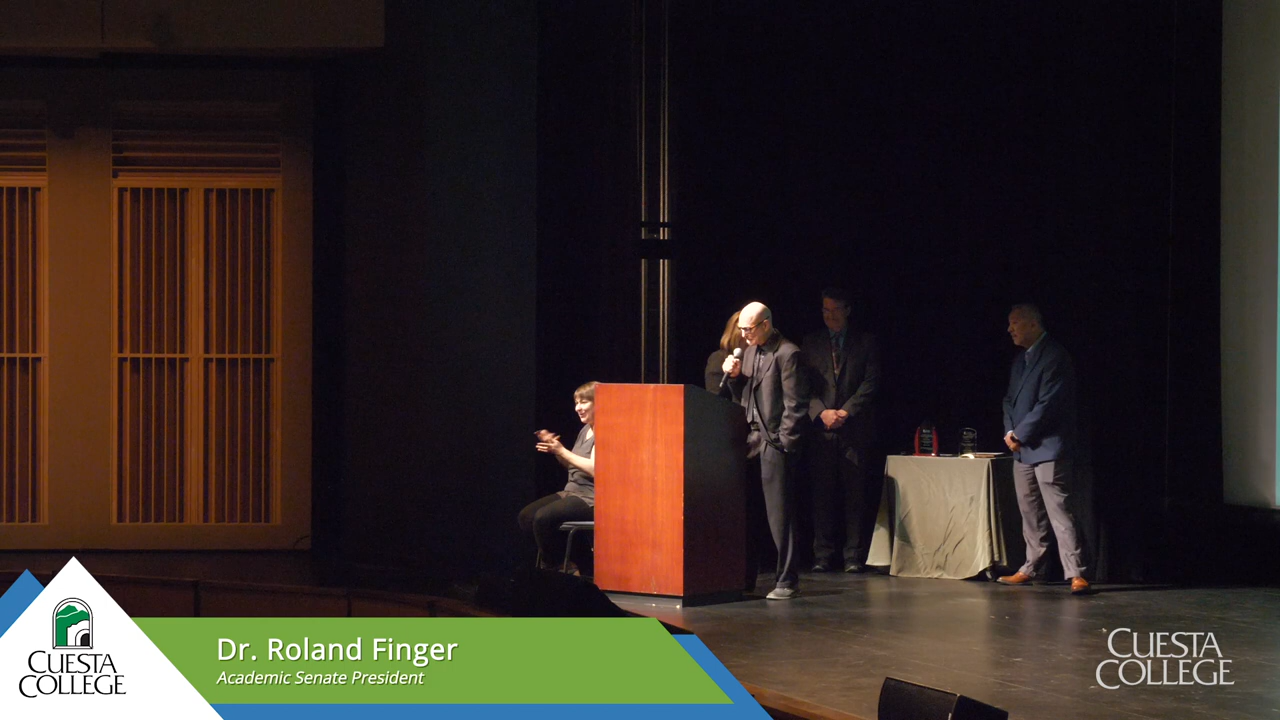 Dr. Roland Finger
Academic Senate President
CUESTA
COLLEGE
CUESTA
COLLEGE